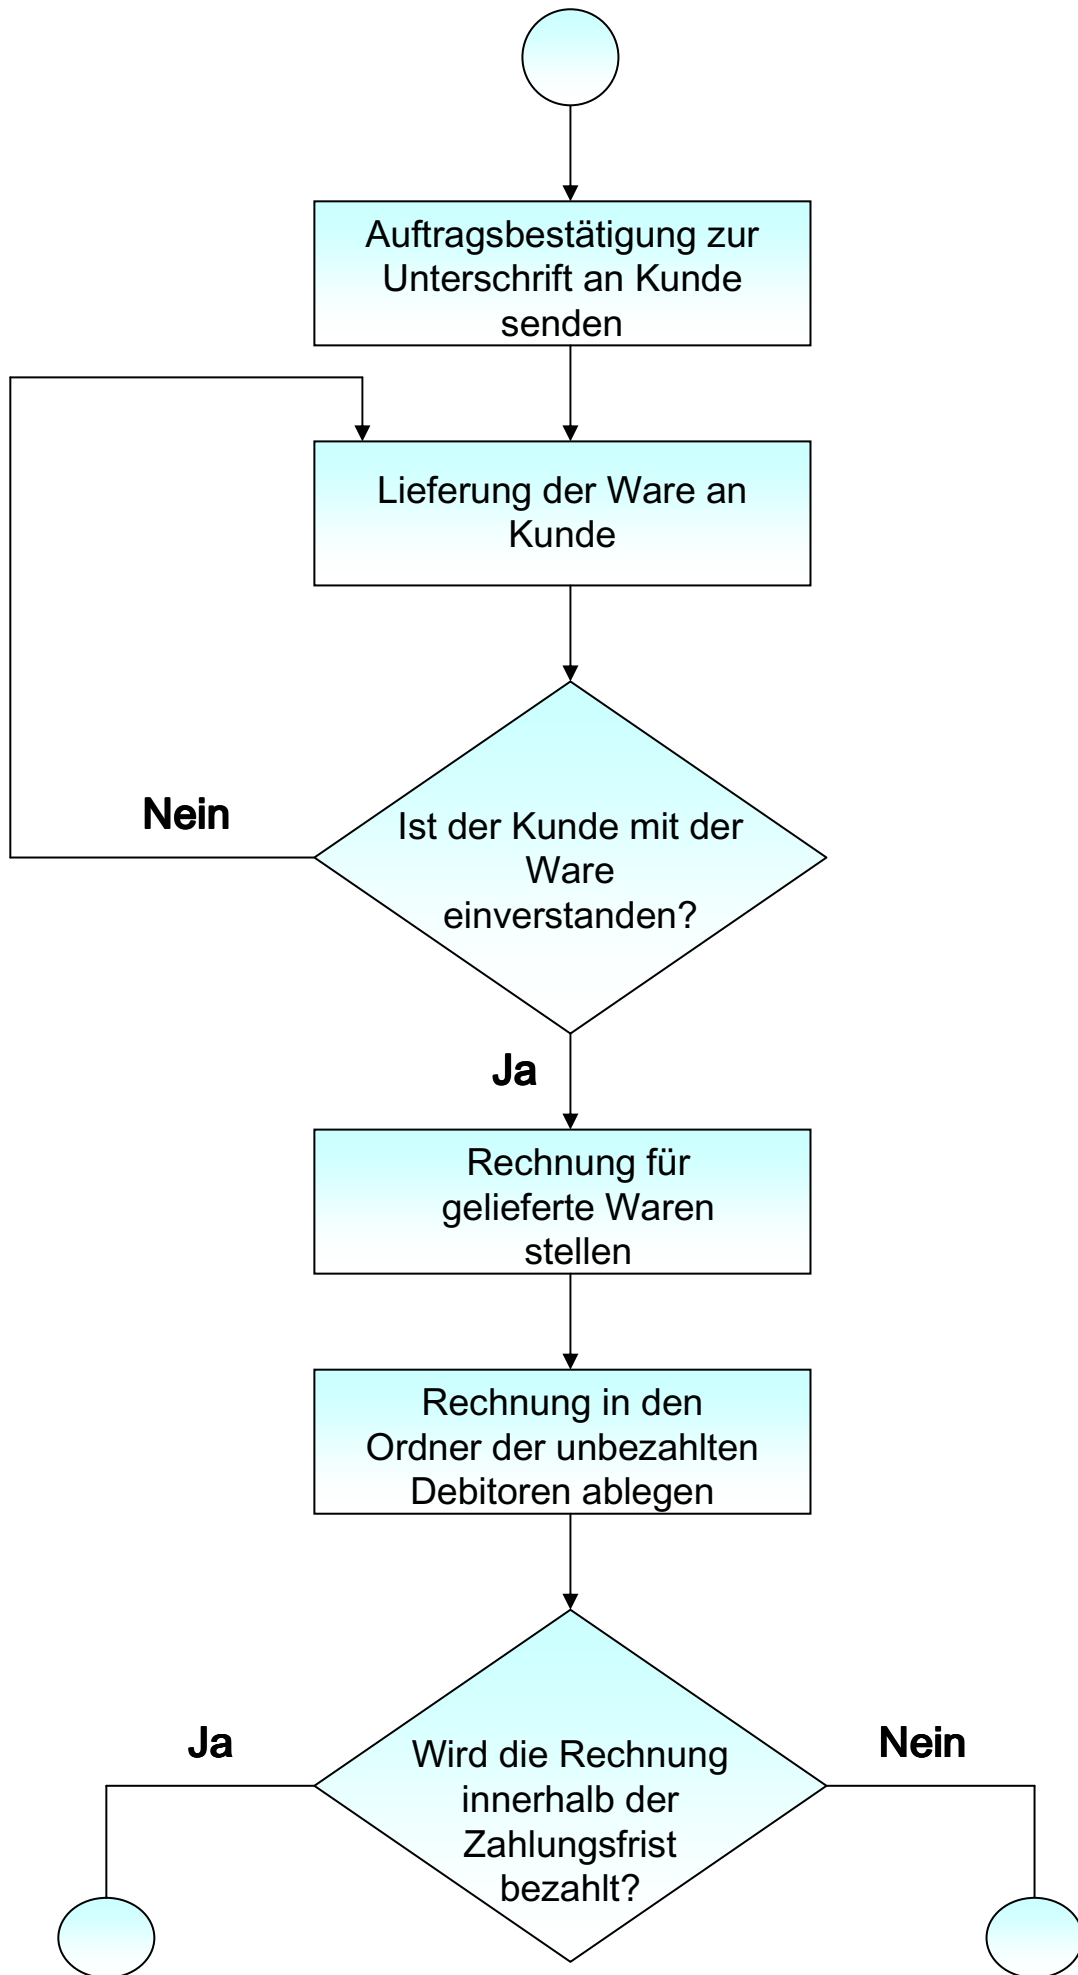 Auftragsbestätigung zur
Unterschrift an Kunde
senden
Lieferung der Ware an
Kunde
Nein
Ist der Kunde mit der
Ware
einverstanden?
Ja
Rechnung für
gelieferte Waren
stellen
Rechnung in den
Ordner der unbezahlten
Debitoren ablegen
Ja
Nein
Wird die Rechnung
innerhalb der
Zahlungsfrist
bezahlt?